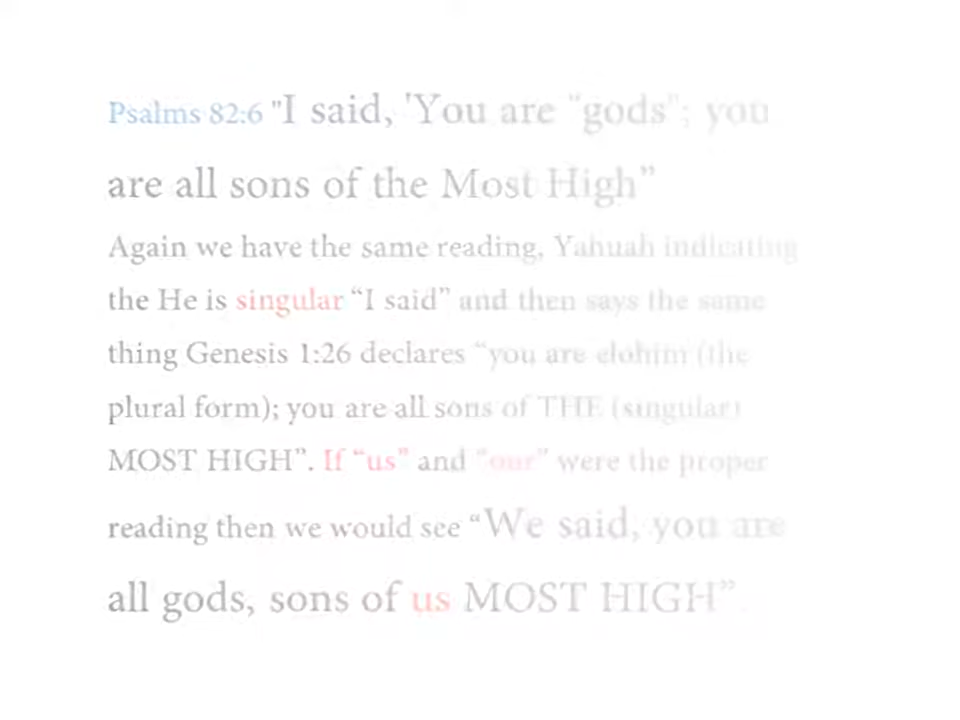 Psalms 82:6 "I said, 'You are "gods"; you
are all sons of the Most High”
Again we have the same reading, Yahuah indicating
the He is singular “I said” and then says the same
thing Genesis 1:26 declares “you are elohim (the
plural form); you are all sons of THE (singular)
MOST HIGH”. If “us” and “our” were the proper
reading then we would see “We said, you are
all gods, sons of us MOST HIGH”.